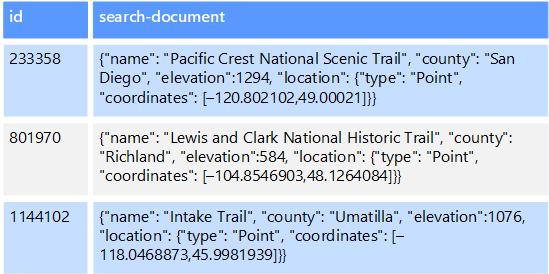 id search-document
233358 {"name": "Pacific Crest National Scenic Trail", "county": "San
Diego", "elevation":1294, "location": {"type": "Point",
"coordinates": [–120.802102,49.00021]}}
801970 {"name": "Lewis and Clark National Historic Trail", "county":
"Richland", "elevation":584, "location": {"type": "Point",
"coordinates": [–104.8546903,48.1264084]}}
1144102 {"name": "Intake Trail", "county": "Umatilla", "elevation":1076,
"location": {"type": "Point", "coordinates": [–
118.0468873,45.9981939]}}